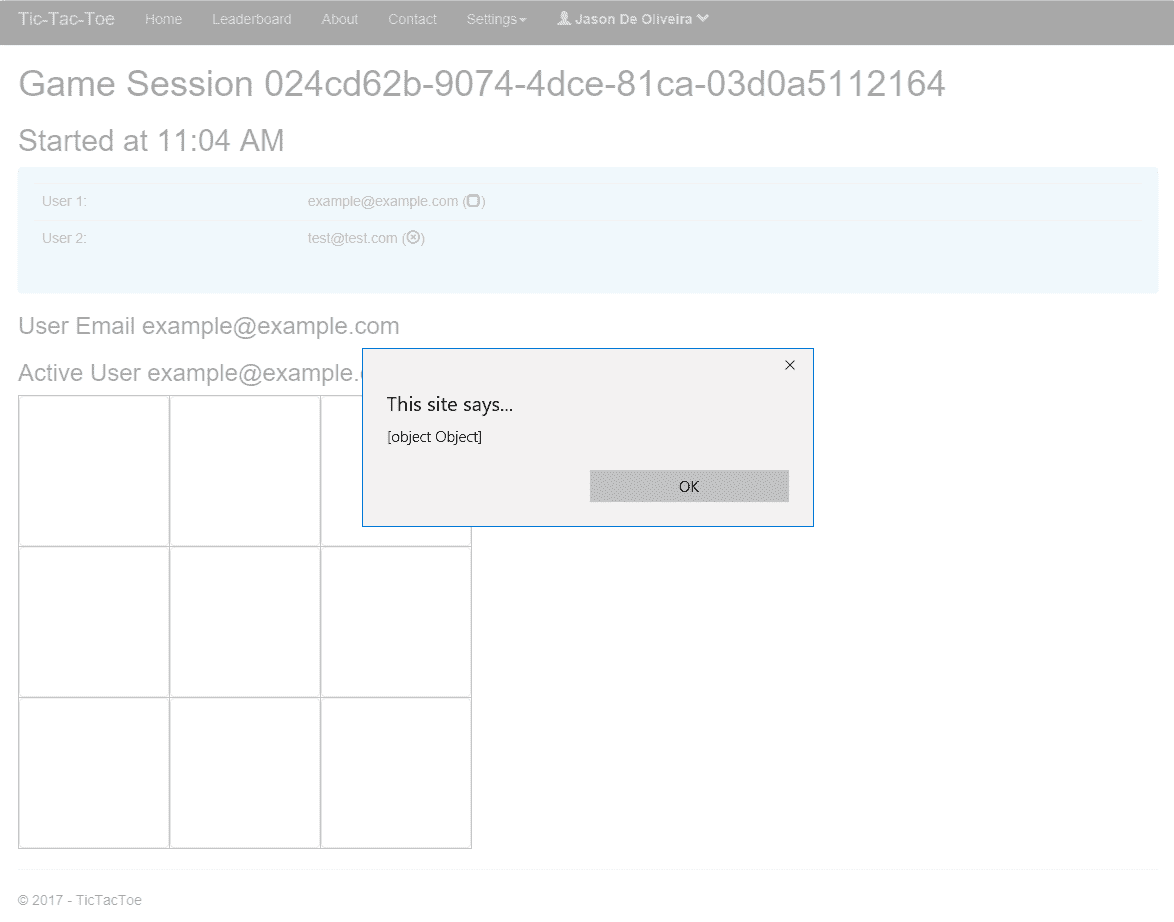 Tic-Tac-Toe Home Leaderboard About Contact Settings Jason De Oliveira
Game Session 024cd62b-9074-4dce-81ca-03d0a5112164
Started at 11:04 AM
User 1: example@example.com ()
User 2: test@test.com ()
User Email example@example.com
Active User example@example.
This site says...
[object Object]
OK
© 2017 - TicTacToe